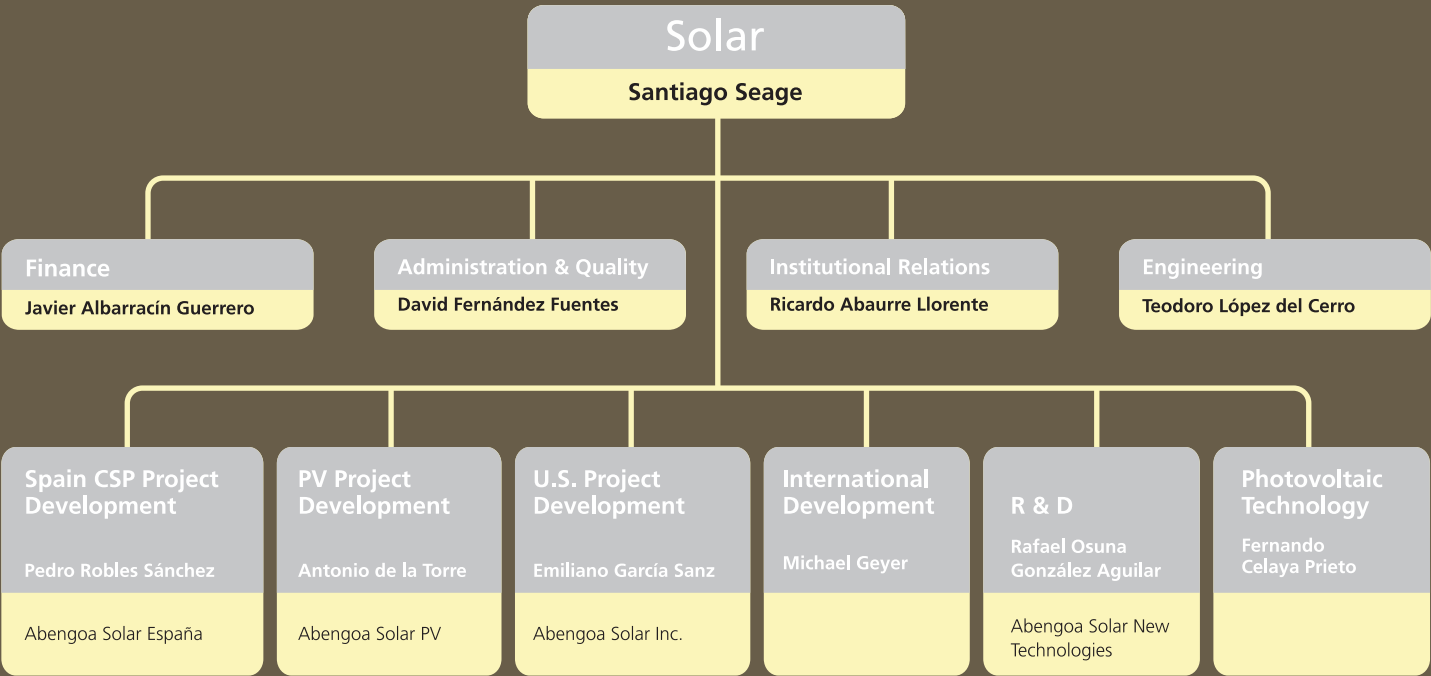 Solar
Santiago Seage
Finance
Javier Albarracín Guerrero
Administration & Quality
David Fernández Fuentes
Institutional Relations
Ricardo Abaurre Llorente
Engineering
Teodoro López del Cerro
Spain CSP Project
Development
Pedro Robles Sánchez
Abengoa Solar España
PV Project
Development
Antonio de la Torre
Abengoa Solar PV
U.S. Project
Development
Emiliano García Sanz
Abengoa Solar Inc.
International
Development
Michael Geyer
R & D
Rafael Osuna
González Aguilar
Abengoa Solar New
Technologies
Photovoltaic
Technology
Fernando
Celaya Prieto